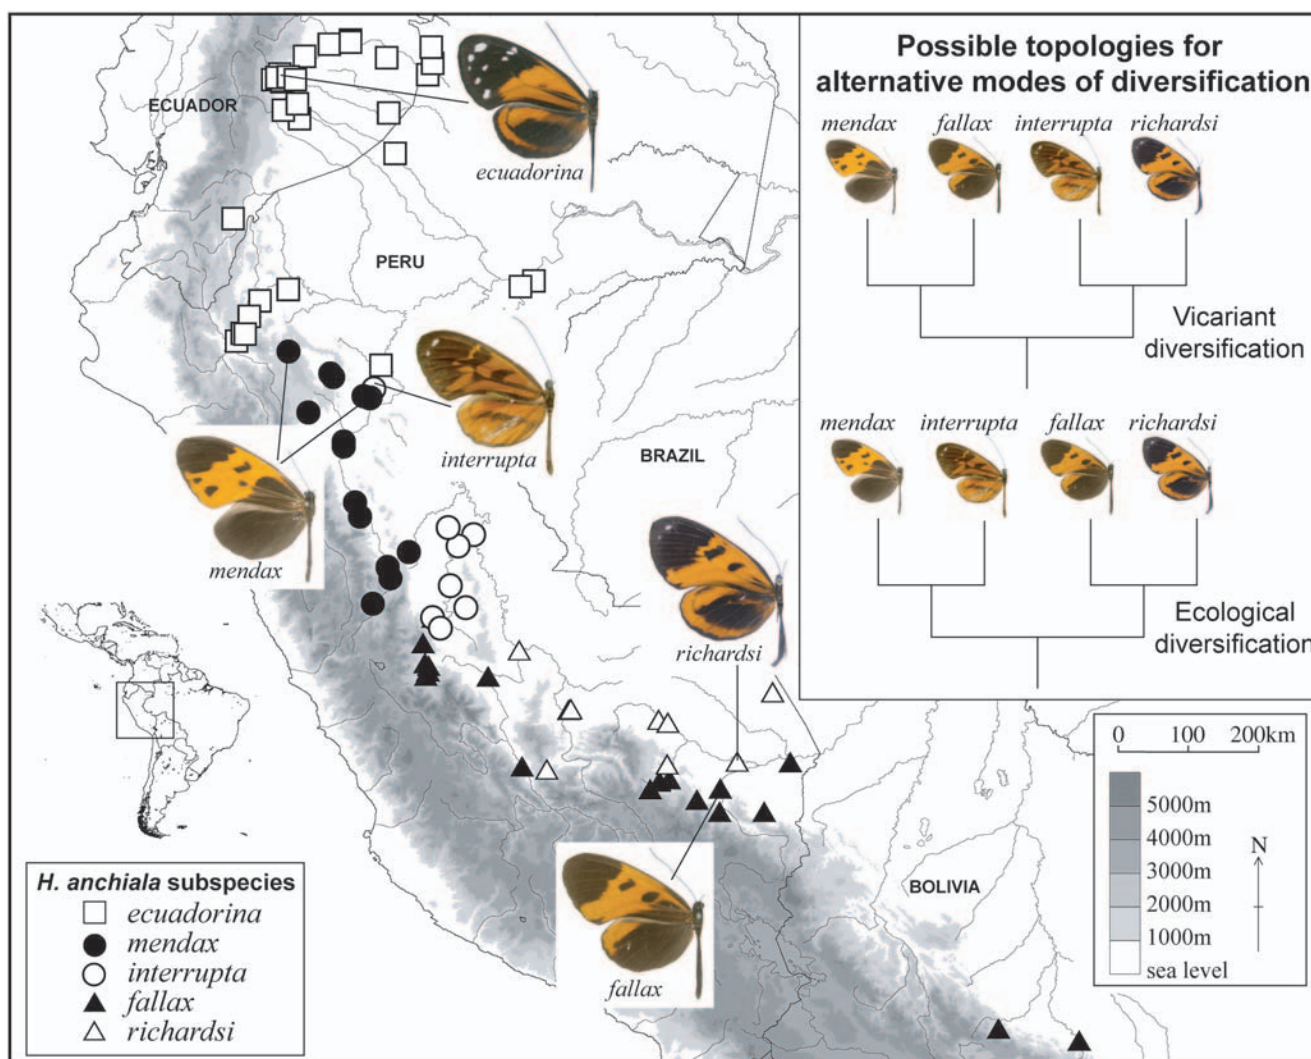 ECUADOR
ecuadorina
PERU
interrupta
BRAZIL
mendax
richardsi
BOLIVIA
fallax
Possible topologies for
alternative modes of diversification
mendax fallax interrupta richardsi
Vicariant
diversification
mendax interrupta fallax richardsi
Ecological
diversification
0 100 200km
5000m
4000m
3000m
2000m
1000m
sea level
N
H. anchiala subspecies
ecuadorina
mendax
interrupta
fallax
richardsi